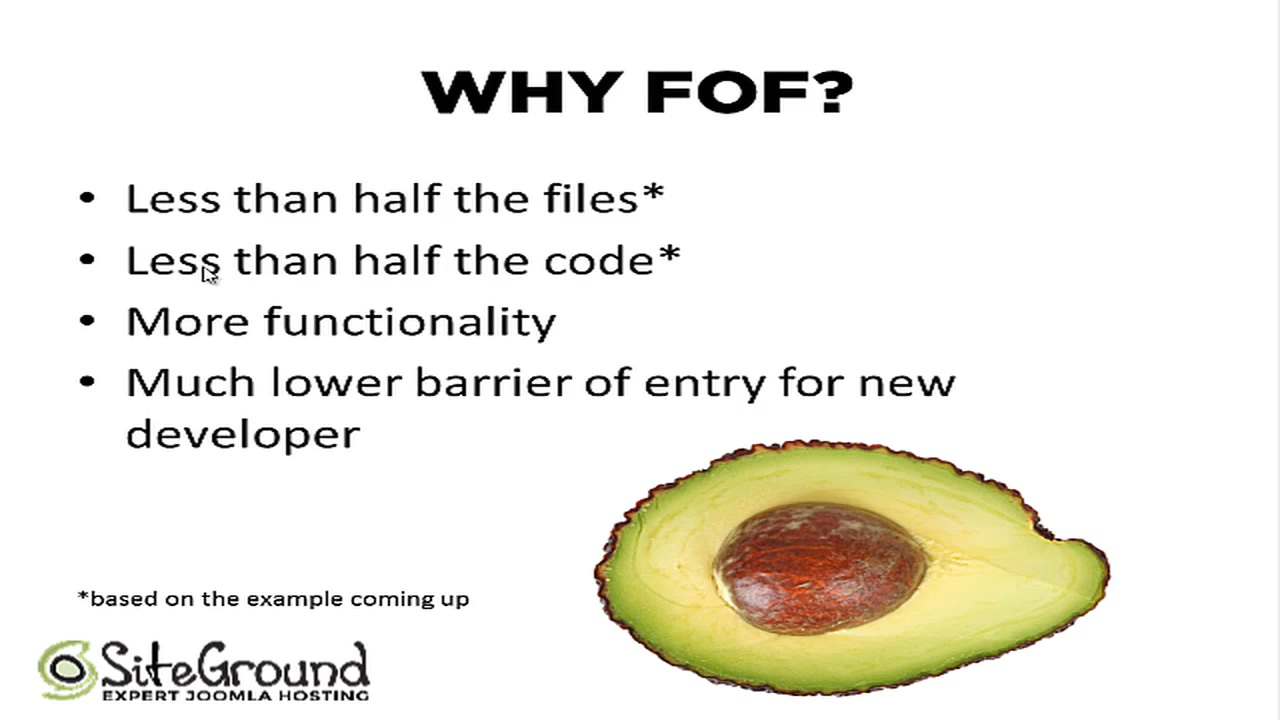 WHY FOF?
• Less than half the files*
• Less than half the code*
• More functionality
• Much lower barrier of entry for new
developer
*based on the example coming up
SiteGround
EXPERT JOOMLA HOSTING